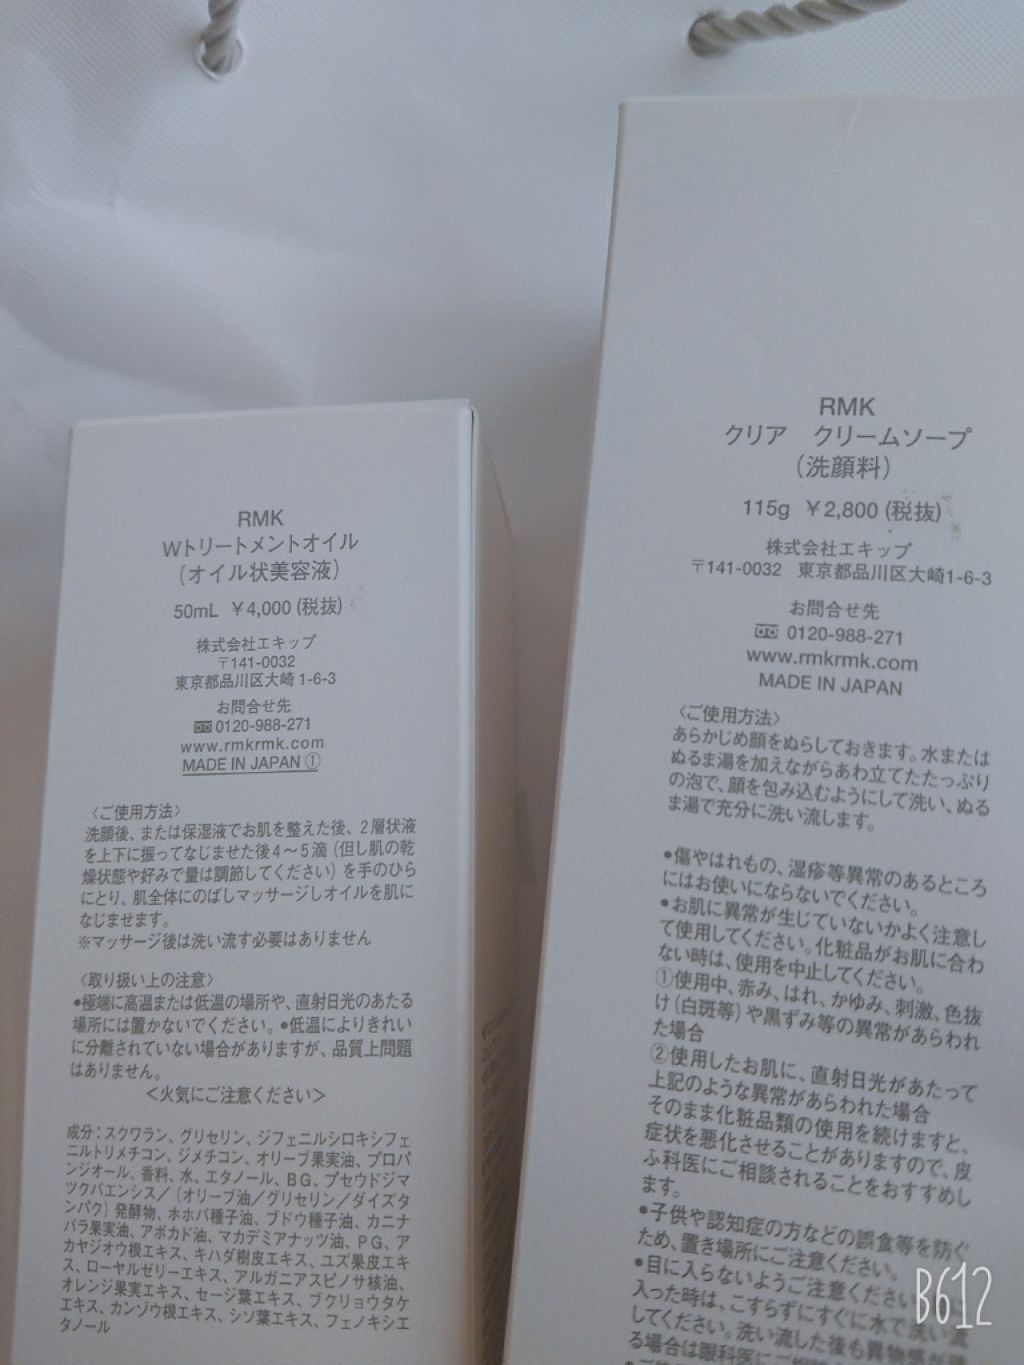 RMK
Wトリートメントオイル
(オイル状美容液)
50mL ¥4,000(税抜)
株式会社エキップ
〒141-0032
東京都品川区大崎1-6-3
お問合せ先
0120-988-271
www.rmkrmk.com
MADE IN JAPAN ①
〈ご使用方法〉
洗顔後、または保湿液でお肌を整えた後、2層状液
を上下に振ってなじませた後4～5滴(但し肌の乾
燥状態や好みで量は調節してください)を手のひら
にとり、肌全体にのばしマッサージしオイルを肌に
なじませます。
※マッサージ後は洗い流す必要はありません
〈取り扱い上の注意〉
●極端に高温または低温の場所や、直射日光のあたる
場所には置かないでください。●低温によりきれい
に分離されていない場合がありますが、品質上問題
はありません。
＜火気にご注意ください＞
成分：スクワラン、グリセリン、ジフェニルシロキシフェ
ニルトリメチコン、ジメチコン、オリーブ果実油、プロパ
ンジオール、香料、水、エタノール、BG、プセウドジマ
ツクバエンシス／(オリーブ油／グリセリン／ダイズタ
ンパク)発酵物、ホホバ種子油、ブドウ種子油、カニナ
バラ果実油、アボカド油、マカデミアナッツ油、PG、ア
カヤジオウ根エキス、キハダ樹皮エキス、ユズ果皮エキ
ス、ローヤルゼリーエキス、アルガニアスピノサ核油、
オレンジ果実エキス、セージ葉エキス、ブクリョウタケ
エキス、カンゾウ根エキス、シソ葉エキス、フェノキシエ
タノール
RMK
クリア クリームソープ
(洗顔料)
115g ¥2,800(税抜)
株式会社エキップ
〒141-0032 東京都品川区大崎1-6-3
お問合せ先
0120-988-271
www.rmkrmk.com
MADE IN JAPAN
〈ご使用方法〉
あらかじめ顔をぬらしておきます。水または
ぬるま湯を加えながらあわ立てたたっぷり
の泡で、顔を包み込むようにして洗い、ぬる
ま湯で充分に洗い流します。
●傷やはれもの、湿疹等異常のあるところ
にはお使いにならないでください。
●お肌に異常が生じていないかよく注意し
て使用してください。化粧品がお肌に合わ
ない時は、使用を中止してください。
①使用中、赤み、はれ、かゆみ、刺激、色抜
け(白斑等)や黒ずみ等の異常があらわれ
た場合
②使用したお肌に、直射日光があたって
上記のような異常があらわれた場合
そのまま化粧品類の使用を続けますと、
症状を悪化させることがありますので、皮
ふ科医にご相談されることをおすすめし
ます。
●子供や認知症の方などの誤食等を防ぐ
ため、置き場所にご注意ください。
●目に入らないようご注意ください
入った時は、こすらずにすぐに水で洗い流
してください。洗い流した後も異物感が
る場合は眼科医にご相
B612